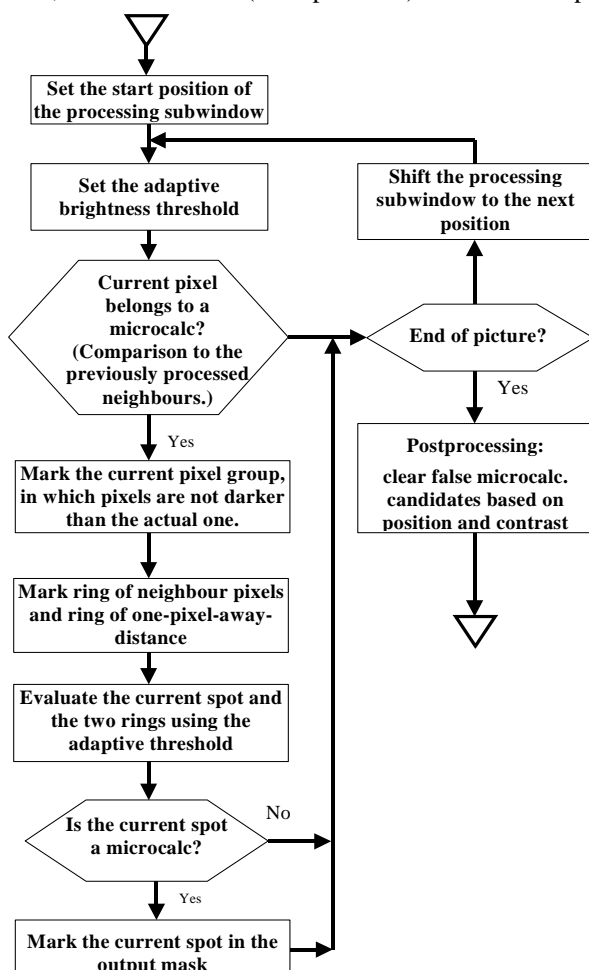 Set the start position of
the processing subwindow
Set the adaptive
brightness threshold
Current pixel
belongs to a
microcalc?
(Comparison to the
previously processed
neighbours.)
Yes
Mark the current pixel group,
in which pixels are not darker
than the actual one.
Mark ring of neighbour pixels
and ring of one-pixel-away-
distance
Evaluate the current spot and
the two rings using the
adaptive threshold
Is the current spot
a microcalc?
No
Yes
Mark the current spot in the
output mask
Shift the processing
subwindow to the next
position
End of picture?
Yes
Postprocessing:
clear false microcalc.
candidates based on
position and contrast